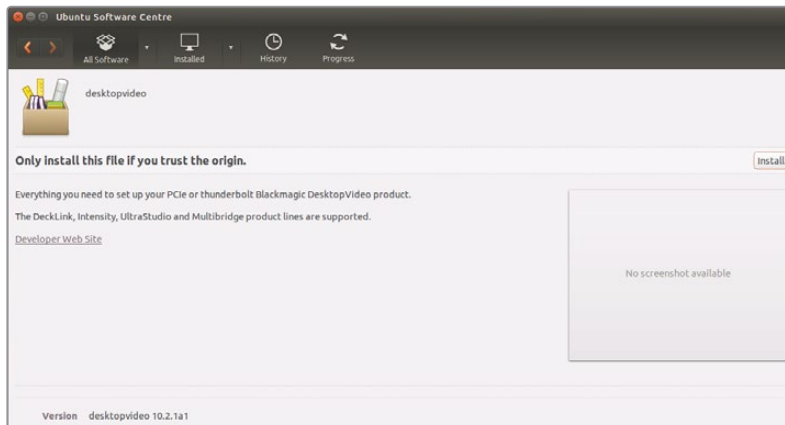 Ubuntu Software Centre
All Software
Installed
History
Progress
desktopvideo
Only install this file if you trust the origin.
Install
Everything you need to set up your PCIe or thunderbolt Blackmagic DesktopVideo product.
The DeckLink, Intensity, UltraStudio and Multibridge product lines are supported.
Developer Web Site
No screenshot available
Version desktopvideo 10.2.1a1